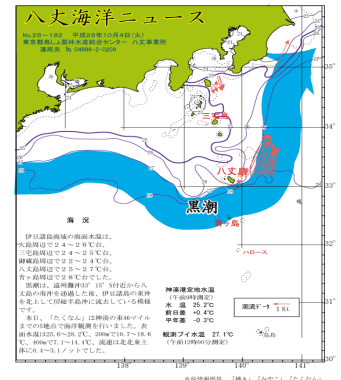 八丈海洋ニュース
No.28－182　平成28年10月4日(火)
東京都島しょ農林水産総合センター 八丈事業所
連絡先 ℡ 04996-2-0209
三宅島
八丈島
黒潮
青ヶ島
ハロース
35°
34°
33°
32°
31°
30°
138°
139°
140°
141°
海　況
伊豆諸島海域の海面水温は、
大島周辺で24～26℃台、
三宅島周辺で24～25℃台、
御蔵島周辺で22～24℃台、
八丈島周辺で25～27℃台、
青ヶ島周辺で28℃台でした。
黒潮は、遠州灘沖33°15′N付近から八
丈島の南沖を通過した後、伊豆諸島の東沖
を北上して房総半島沖に流去している模様
です。
本日、「たくなん」は神湊の東46マイル
までの5地点で海洋観測を行いました。表
面水温は25.6～28.2℃、200mで10.7～18.6
℃、400mで7.1～14.4℃、流速は北北東主
体に0.4～3.1ノットでした。
神湊港定地水温
(午前9時測定)
水　温　25.2℃
前日差　+0.4℃
平年差　-0.3℃
観測ブイ水温　27.1℃
(午前12時00分測定)
潮流ﾃﾞｰﾀ
1 Kt